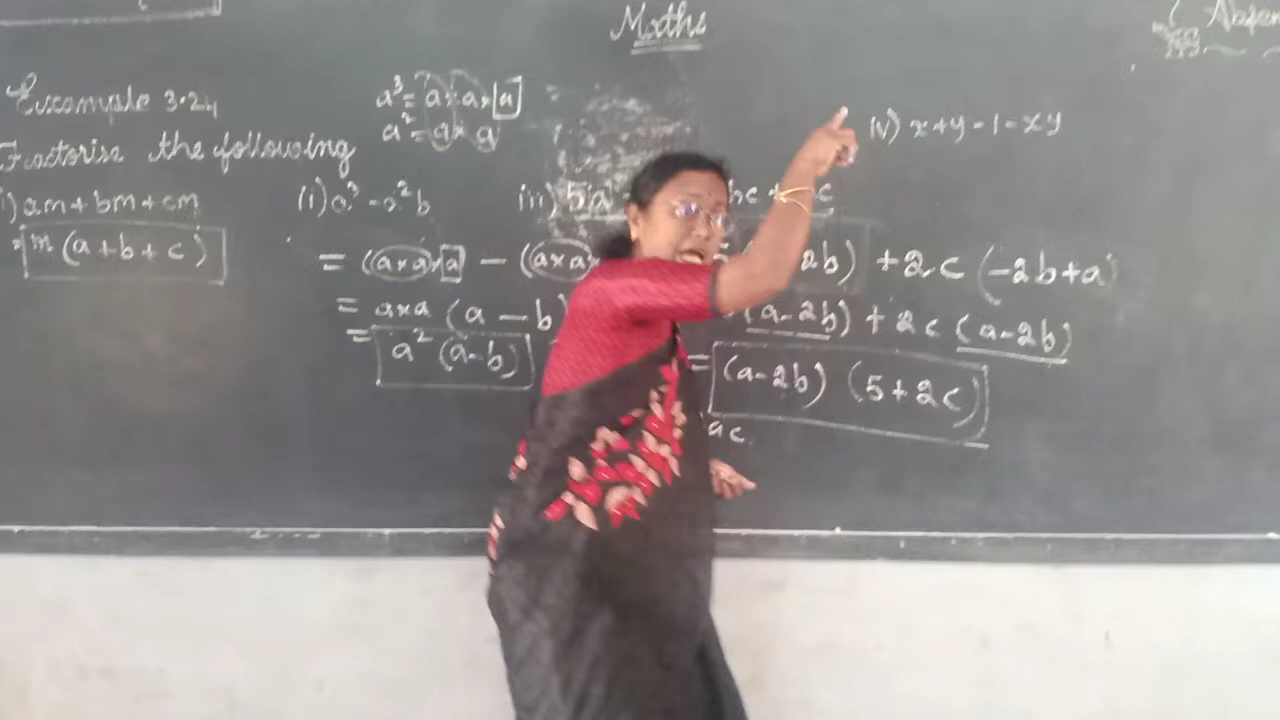 Maths
Example 3.24
Factorise the following
i) am + bm + cm
= m (a + b + c)
a³ = a × a × a =
a² = a × a
(i) a³ - a²b
= (a × a) × a - (a × a)
= a × a (a - b)
= a² (a - b)
iii) 5a bc + c
2b) + 2c (-2b + a)
(a - 2b) + 2c (a - 2b)
= (a - 2b) (5 + 2c)
ac
iv) x + y - 1 - xy